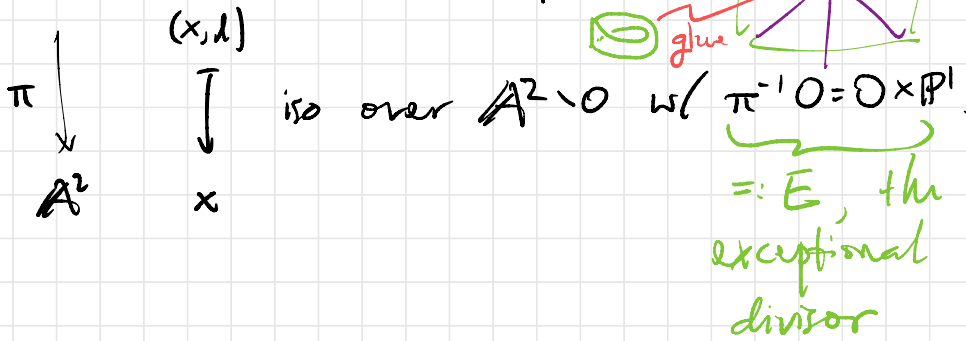 (x, l)
glue
π iso over 𝔸²∖0 w/ π⁻¹0 = 0 × ℙ¹.
𝔸² x =: E, the
exceptional
divisor